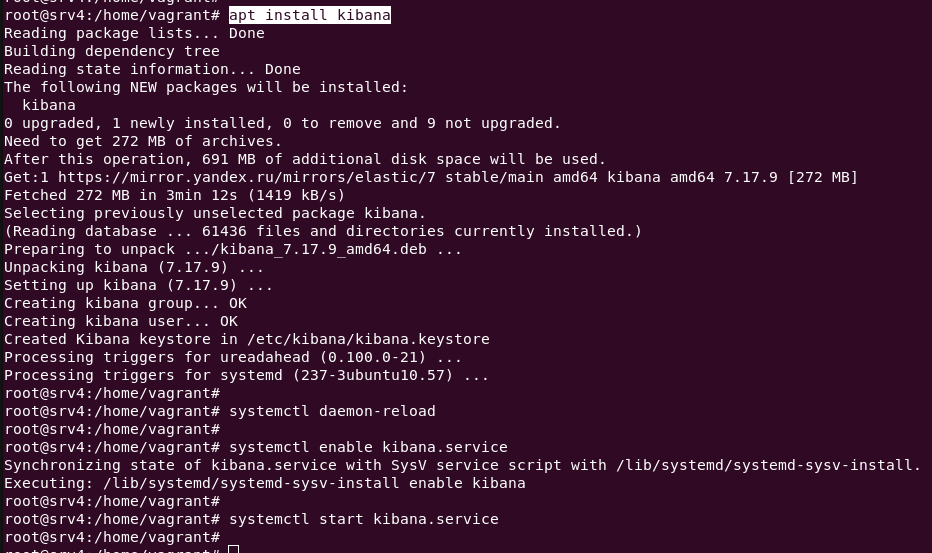 root@srv4:/home/vagrant#
root@srv4:/home/vagrant# apt install kibana
Reading package lists... Done
Building dependency tree
Reading state information... Done
The following NEW packages will be installed:
  kibana
0 upgraded, 1 newly installed, 0 to remove and 9 not upgraded.
Need to get 272 MB of archives.
After this operation, 691 MB of additional disk space will be used.
Get:1 https://mirror.yandex.ru/mirrors/elastic/7 stable/main amd64 kibana amd64 7.17.9 [272 MB]
Fetched 272 MB in 3min 12s (1419 kB/s)
Selecting previously unselected package kibana.
(Reading database ... 61436 files and directories currently installed.)
Preparing to unpack .../kibana_7.17.9_amd64.deb ...
Unpacking kibana (7.17.9) ...
Setting up kibana (7.17.9) ...
Creating kibana group... OK
Creating kibana user... OK
Created Kibana keystore in /etc/kibana/kibana.keystore
Processing triggers for ureadahead (0.100.0-21) ...
Processing triggers for systemd (237-3ubuntu10.57) ...
root@srv4:/home/vagrant#
root@srv4:/home/vagrant# systemctl daemon-reload
root@srv4:/home/vagrant#
root@srv4:/home/vagrant# systemctl enable kibana.service
Synchronizing state of kibana.service with SysV service script with /lib/systemd/systemd-sysv-install.
Executing: /lib/systemd/systemd-sysv-install enable kibana
root@srv4:/home/vagrant#
root@srv4:/home/vagrant# systemctl start kibana.service
root@srv4:/home/vagrant#
root@srv4:/home/vagrant#